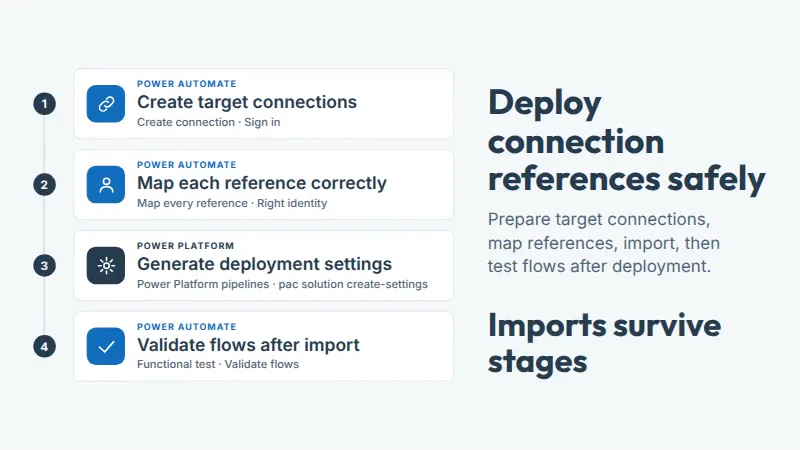 1
POWER AUTOMATE
Create target connections
Create connection · Sign in
2
POWER AUTOMATE
Map each reference correctly
Map every reference · Right identity
3
POWER PLATFORM
Generate deployment settings
Power Platform pipelines · pac solution create-settings
4
POWER AUTOMATE
Validate flows after import
Functional test · Validate flows
Deploy
connection
references safely
Prepare target connections,
map references, import, then
test flows after deployment.
Imports survive
stages